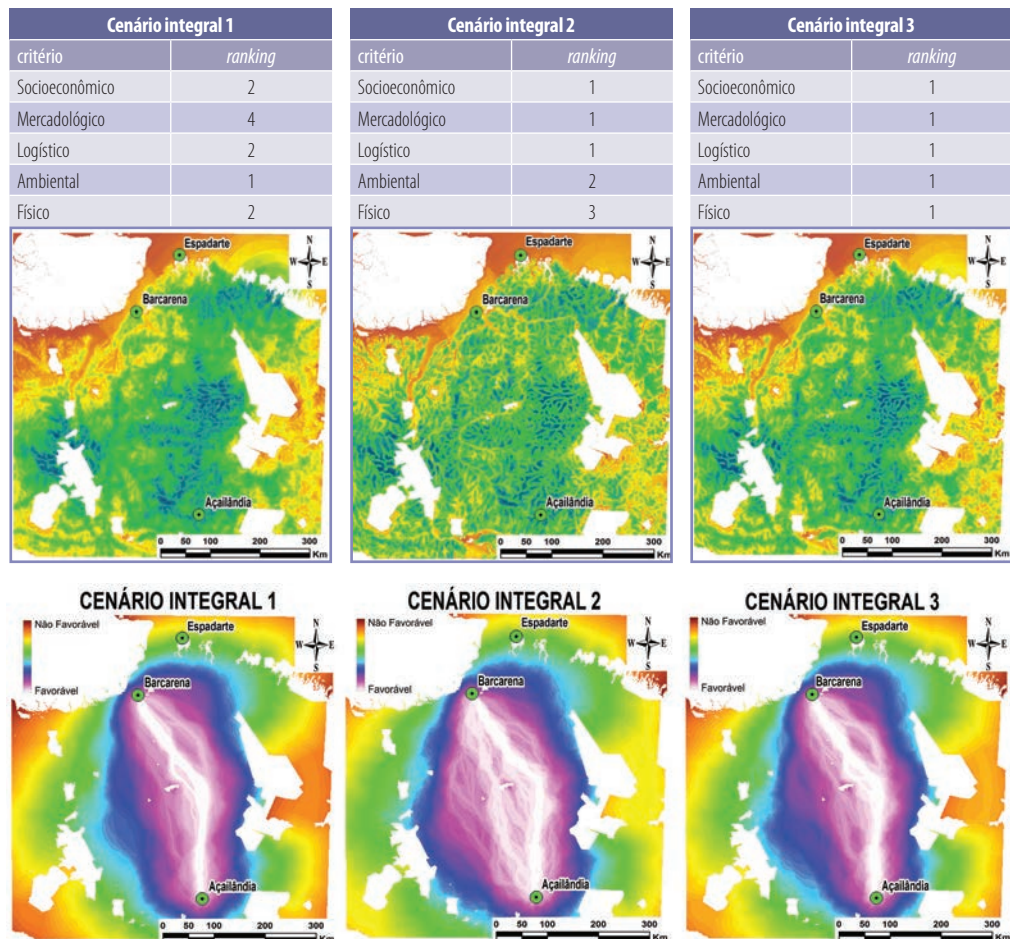 Cenário integral 1
critério ranking
Socioeconômico 2
Mercadológico 4
Logístico 2
Ambiental 1
Físico 2
Cenário integral 2
critério ranking
Socioeconômico 1
Mercadológico 1
Logístico 1
Ambiental 2
Físico 3
Cenário integral 3
critério ranking
Socioeconômico 1
Mercadológico 1
Logístico 1
Ambiental 1
Físico 1
Espadarte
N
W E
S
Barcarena
Açailândia
0 50 100 200 300
Km
Espadarte
N
W E
S
Barcarena
Açailândia
0 50 100 200 300
Km
Espadarte
N
W E
S
Barcarena
Açailândia
0 50 100 200 300
Km
CENÁRIO INTEGRAL 1
Não Favorável
Favorável
Espadarte
N
W E
S
Barcarena
Açailândia
0 50 100 200 300
Km
CENÁRIO INTEGRAL 2
Não Favorável
Favorável
Espadarte
N
W E
S
Barcarena
Açailândia
0 50 100 200 300
Km
CENÁRIO INTEGRAL 3
Não Favorável
Favorável
Espadarte
N
W E
S
Barcarena
Açailândia
0 50 100 200 300
Km